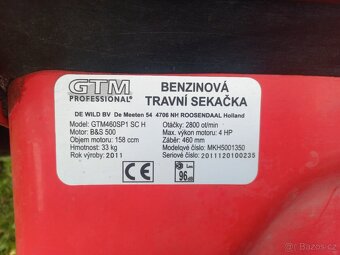 GTM
PROFESSIONAL®
BENZINOVÁ
TRAVNÍ SEKAČKA
DE WILD BV De Meeten 54 4706 NH ROOSENDAAL Holland
Model: GTM460SP1 SC H
Motor: B&S 500
Objem motoru: 158 ccm
Hmotnost: 33 kg
Rok výroby: 2011
Otáčky: 2800 ot/min
Max. výkon motoru: 4 HP
Záběr: 460 mm
Modelové číslo: MKH5001350
Seriové číslo: 2011120100235
CE
96
dB
Bazoš.cz